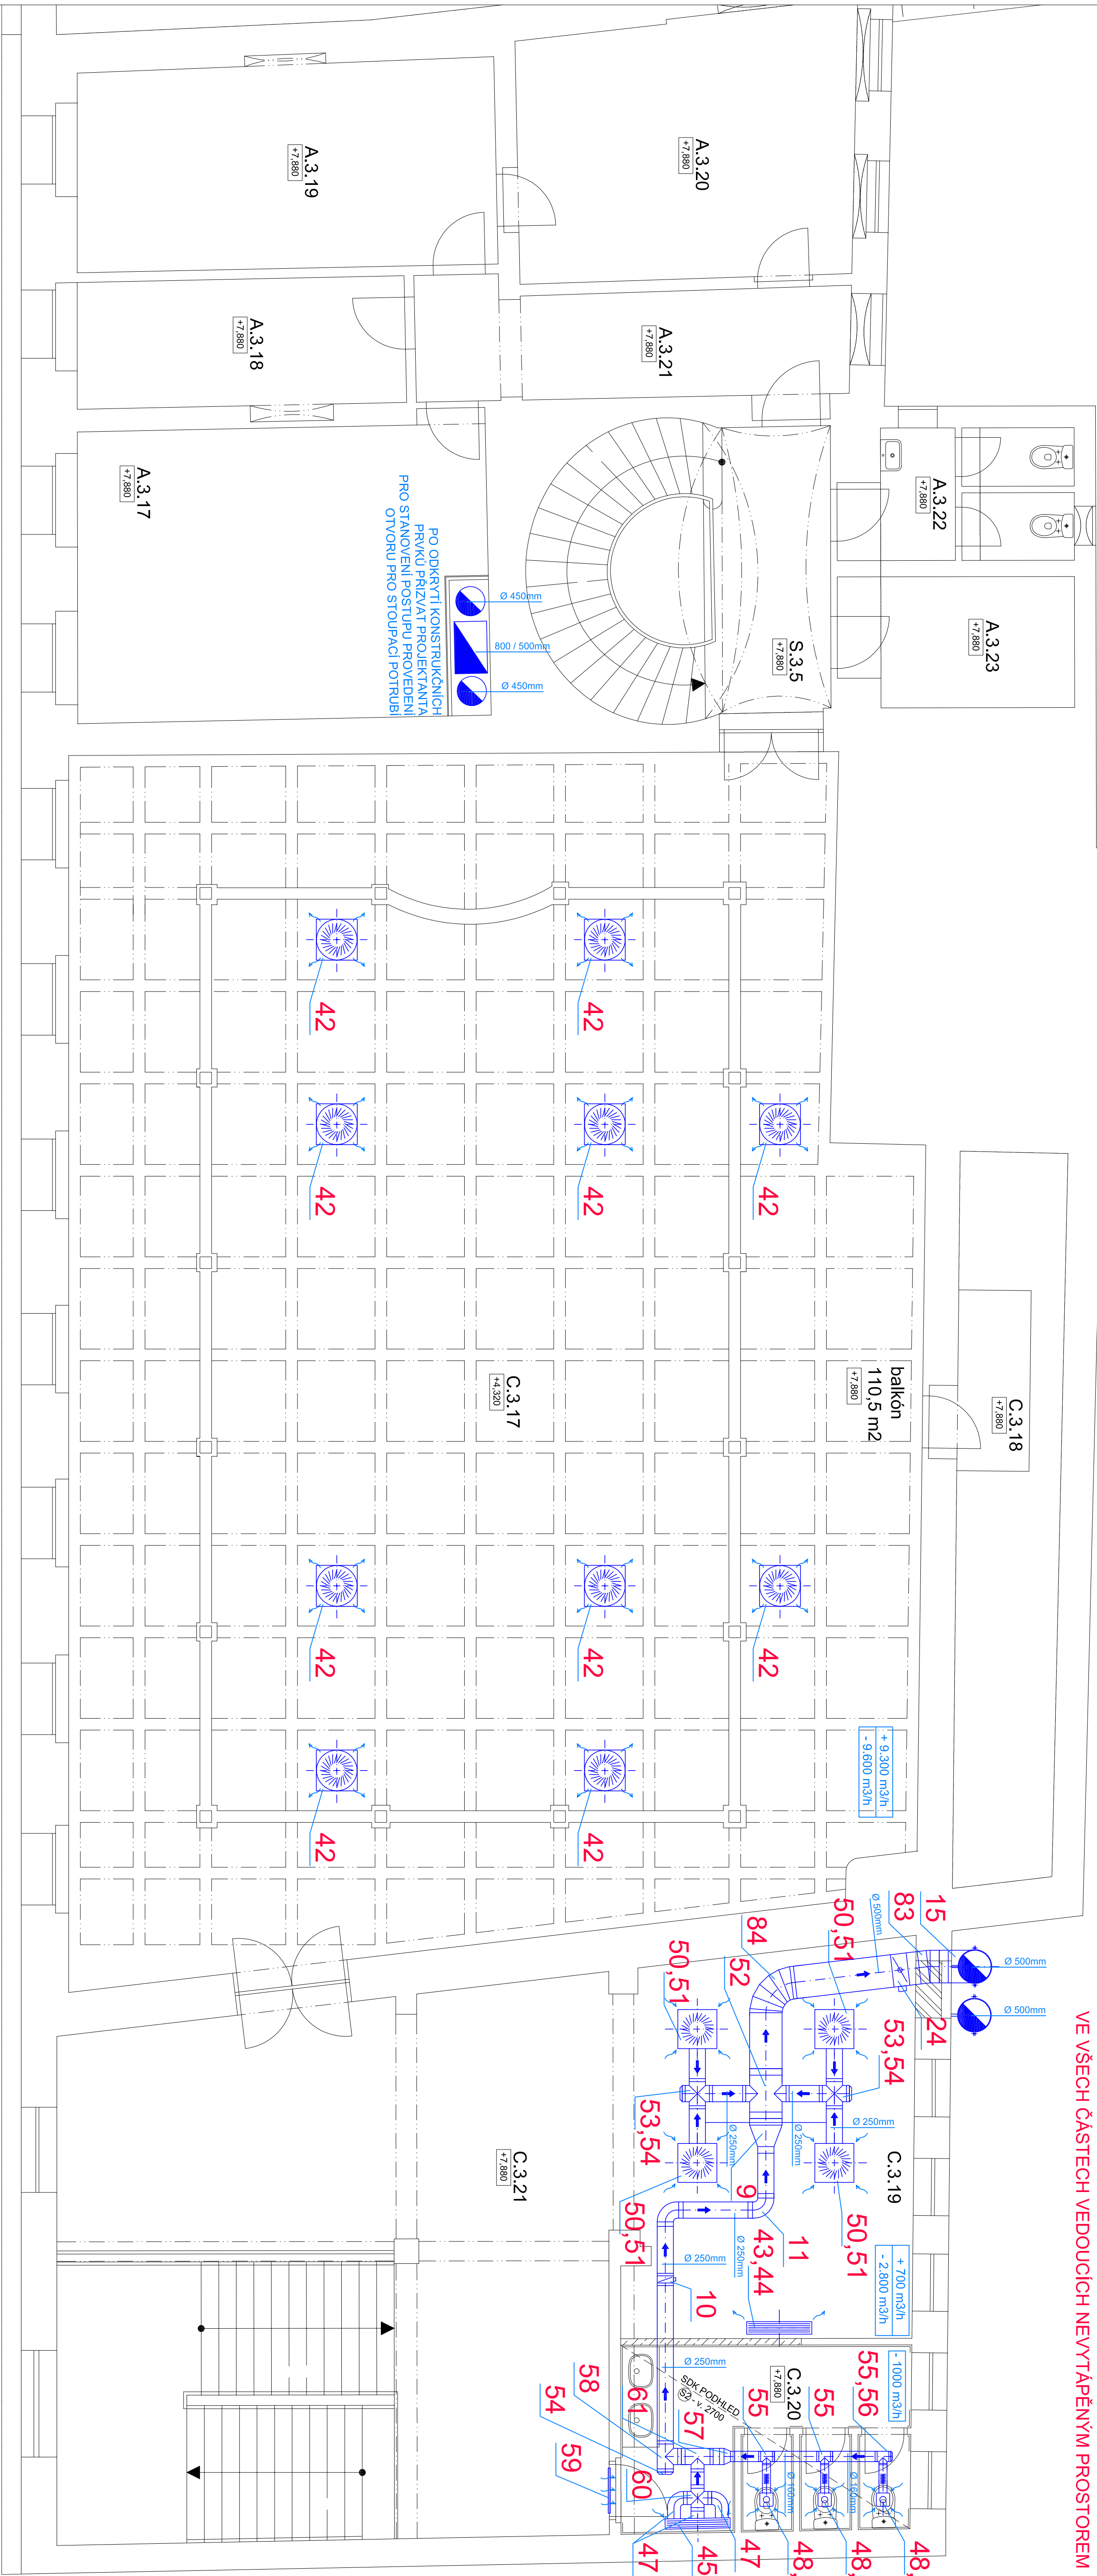 VE VŠECH ČÁSTECH VEDOUCÍCH NEVYTÁPĚNÝM PROSTOREM
A.3.19
+7,880
A.3.20
+7,880
A.3.18
+7,880
A.3.21
+7,880
A.3.17
+7,880
A.3.22
+7,880
A.3.23
+7,880
S.3.5
+7,880
PO ODKRYTÍ KONSTRUKČNÍCH
PRVKŮ PŘIZVAT PROJEKTANTA
PRO STANOVENÍ POSTUPU PROVEDENÍ
OTVORU PRO STOUPACÍ POTRUBÍ
Ø 450mm
800 / 500mm
Ø 450mm
42
42
42
42
42
C.3.17
+4,320
balkón
110,5 m2
+7,880
C.3.18
+7,880
42
42
42
42
42
+ 9.300 m3/h
- 9.600 m3/h
15
83
Ø 500mm
50,51
84
52
50,51
24
Ø 500mm
Ø 500mm
53,54
53,54
Ø 250mm
Ø 250mm
Ø 250mm
C.3.19
9
50,51
50,51
11
Ø 250mm
43,44
Ø 250mm
10
+ 700 m3/h
- 2.800 m3/h
C.3.21
+7,880
Ø 250mm
SDK PODHLED
S2 - v. 2700
C.3.20
+7,880
- 1000 m3/h
55,56
55
55
57
61
58
54
59
60
Ø 160mm
Ø 160mm
47
45
47
48,
48,
48,